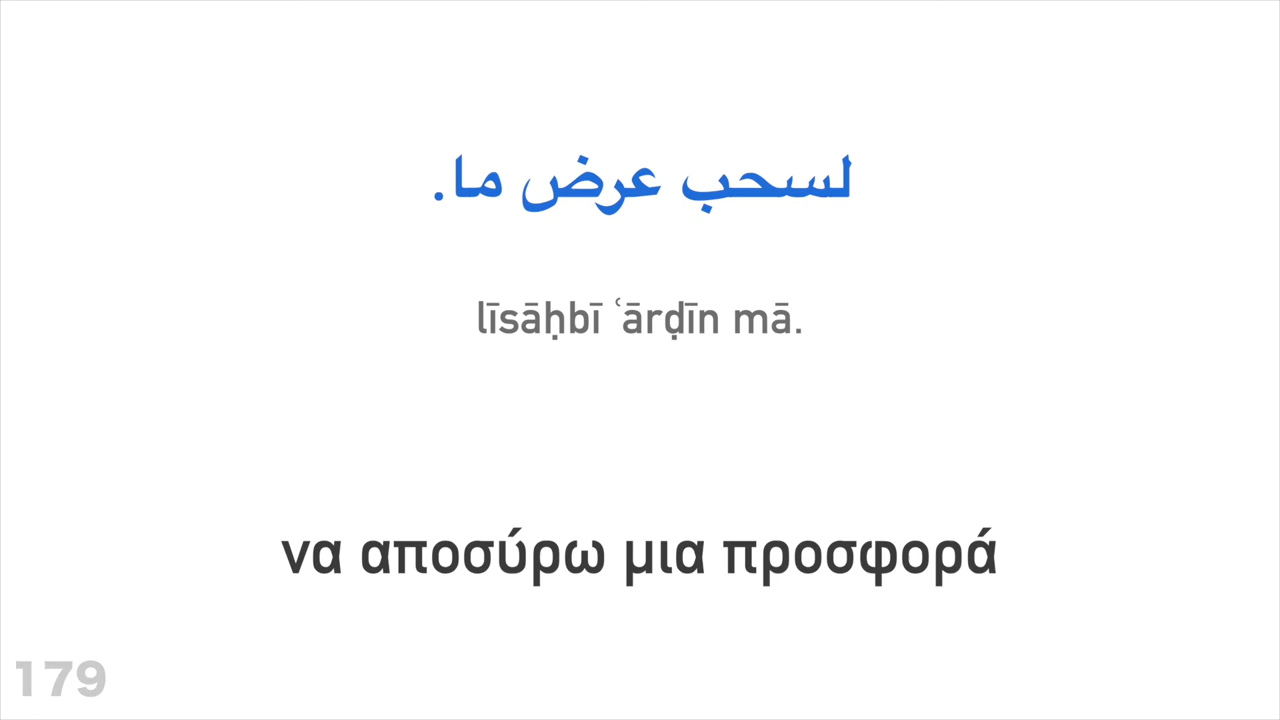 لسحب عرض ما.
līsāḥbī ʿārḍīn mā.
να αποσύρω μια προσφορά
179